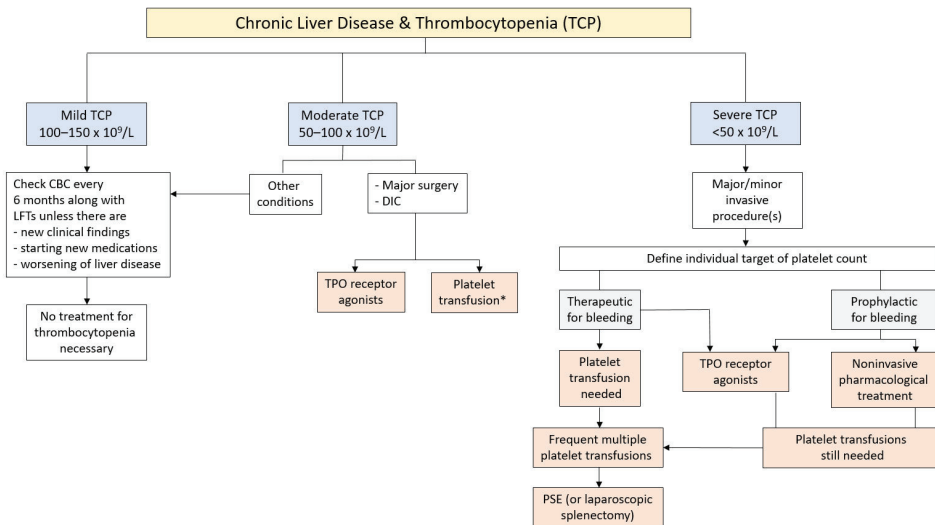 Chronic Liver Disease & Thrombocytopenia (TCP)
Mild TCP
100–150 x 10⁹/L
Moderate TCP
50–100 x 10⁹/L
Severe TCP
<50 x 10⁹/L
Check CBC every
6 months along with
LFTs unless there are
- new clinical findings
- starting new medications
- worsening of liver disease
Other
conditions
- Major surgery
- DIC
Major/minor
invasive
procedure(s)
Define individual target of platelet count
No treatment for
thrombocytopenia
necessary
TPO receptor
agonists
Platelet
transfusion*
Therapeutic
for bleeding
Prophylactic
for bleeding
Platelet
transfusion
needed
TPO receptor
agonists
Noninvasive
pharmacological
treatment
Frequent multiple
platelet transfusions
Platelet transfusions
still needed
PSE (or laparoscopic
splenectomy)